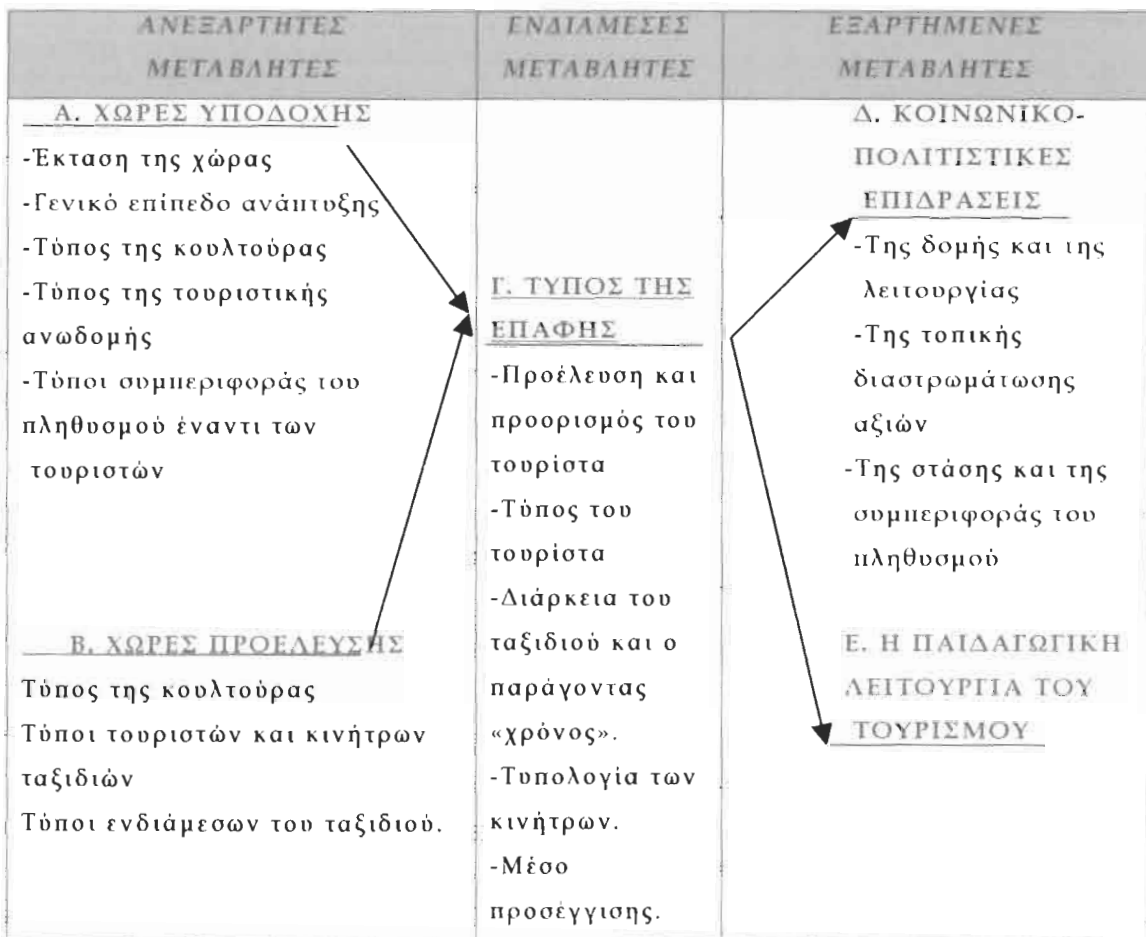 ΑΝΕΞΑΡΤΗΤΕΣ
ΜΕΤΑΒΛΗΤΕΣ
Α. ΧΩΡΕΣ ΥΠΟΔΟΧΗΣ
-Έκταση της χώρας
-Γενικό επίπεδο ανάπτυξης
-Τύπος της κουλτούρας
-Τύπος της τουριστικής
ανωδομής
-Τύποι συμπεριφοράς του
πληθυσμού έναντι των
τουριστών
Β. ΧΩΡΕΣ ΠΡΟΕΛΕΥΣΗΣ
Τύπος της κουλτούρας
Τύποι τουριστών και κινήτρων
ταξιδιών
Τύποι ενδιάμεσων του ταξιδιού.
ΕΝΔΙΑΜΕΣΕΣ
ΜΕΤΑΒΛΗΤΕΣ
Γ. ΤΥΠΟΣ ΤΗΣ
ΕΠΑΦΗΣ
-Προέλευση και
προορισμός του
τουρίστα
-Τύπος του
τουρίστα
-Διάρκεια του
ταξιδιού και ο
παράγοντας
«χρόνος».
-Τυπολογία των
κινήτρων.
-Μέσο
προσέγγισης.
ΕΞΑΡΤΗΜΕΝΕΣ
ΜΕΤΑΒΛΗΤΕΣ
Δ. ΚΟΙΝΩΝΙΚΟ-
ΠΟΛΙΤΙΣΤΙΚΕΣ
ΕΠΙΔΡΑΣΕΙΣ
-Της δομής και της
λειτουργίας
-Της τοπικής
διαστρωμάτωσης
αξιών
-Της στάσης και της
συμπεριφοράς του
πληθυσμού
Ε. Η ΠΑΙΔΑΓΩΓΙΚΗ
ΛΕΙΤΟΥΡΓΙΑ ΤΟΥ
ΤΟΥΡΙΣΜΟΥ